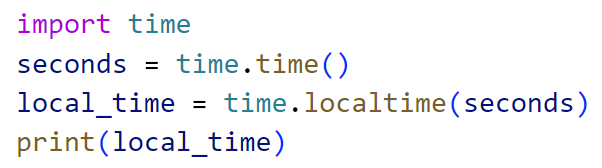 import time
seconds = time.time()
local_time = time.localtime(seconds)
print(local_time)